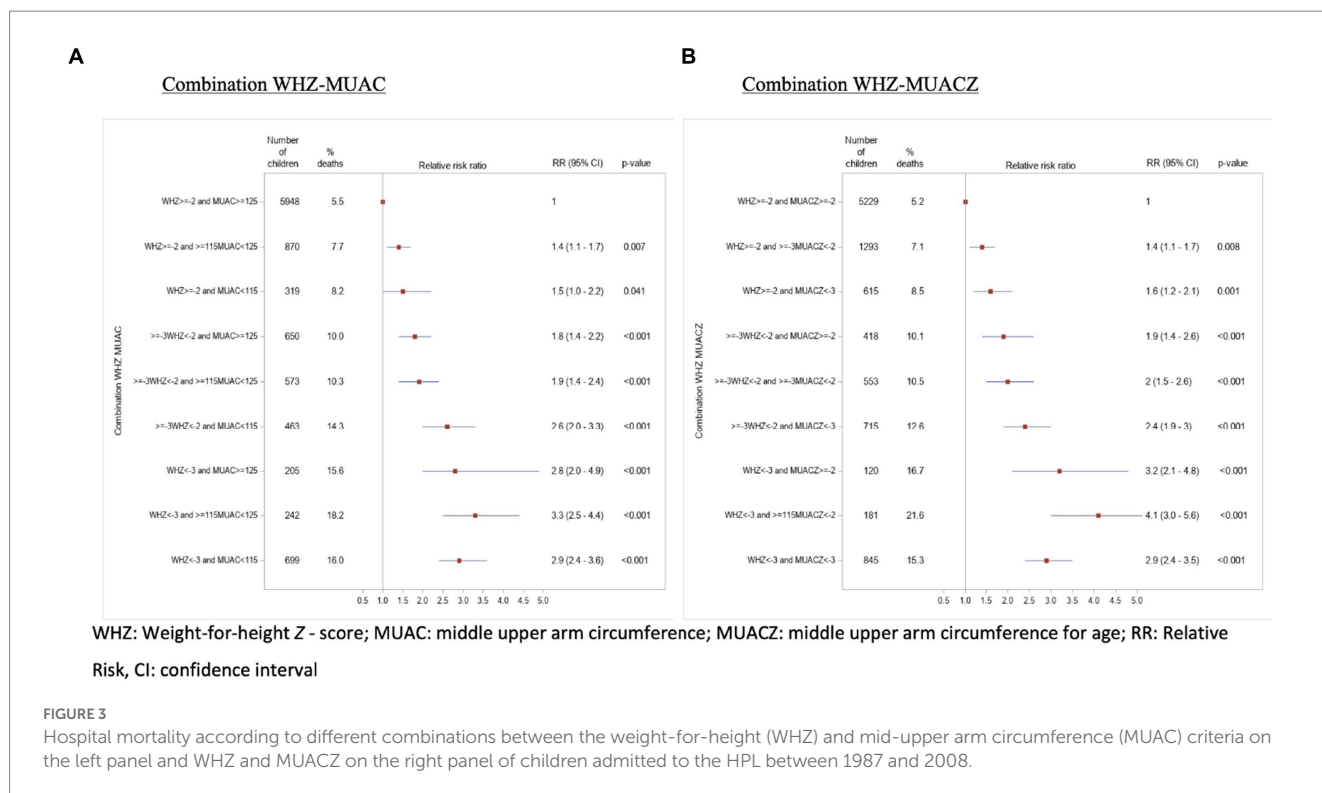 A
Combination WHZ-MUAC
Number
of
children
%
deaths
Relative risk ratio
RR (95% CI)
p-value
Combination WHZ MUAC
WHZ>=-2 and MUAC>=125 5948 5.5 1
WHZ>=-2 and >=115MUAC<125 870 7.7 1.4 (1.1 - 1.7) 0.007
WHZ>=-2 and MUAC<115 319 8.2 1.5 (1.0 - 2.2) 0.041
>=-3WHZ<-2 and MUAC>=125 650 10.0 1.8 (1.4 - 2.2) <0.001
>=-3WHZ<-2 and >=115MUAC<125 573 10.3 1.9 (1.4 - 2.4) <0.001
>=-3WHZ<-2 and MUAC<115 463 14.3 2.6 (2.0 - 3.3) <0.001
WHZ<-3 and MUAC>=125 205 15.6 2.8 (2.0 - 4.9) <0.001
WHZ<-3 and >=115MUAC<125 242 18.2 3.3 (2.5 - 4.4) <0.001
WHZ<-3 and MUAC<115 699 16.0 2.9 (2.4 - 3.6) <0.001
0.5 1.0 1.5 2.0 2.5 3.0 3.5 4.0 4.5 5.0
B
Combination WHZ-MUACZ
Number
of
children
%
deaths
Relative risk ratio
RR (95% CI)
p-value
Combination WHZ MUACZ
WHZ>=-2 and MUACZ>=-2 5229 5.2 1
WHZ>=-2 and >=-3MUACZ<-2 1293 7.1 1.4 (1.1 - 1.7) 0.008
WHZ>=-2 and MUACZ<-3 615 8.5 1.6 (1.2 - 2.1) 0.001
>=-3WHZ<-2 and MUACZ>=-2 418 10.1 1.9 (1.4 - 2.6) <0.001
>=-3WHZ<-2 and >=-3MUACZ<-2 553 10.5 2 (1.5 - 2.6) <0.001
>=-3WHZ<-2 and MUACZ<-3 715 12.6 2.4 (1.9 - 3) <0.001
WHZ<-3 and MUACZ>=-2 120 16.7 3.2 (2.1 - 4.8) <0.001
WHZ<-3 and >=115MUACZ<-2 181 21.6 4.1 (3.0 - 5.6) <0.001
WHZ<-3 and MUACZ<-3 845 15.3 2.9 (2.4 - 3.5) <0.001
0.5 1.0 1.5 2.0 2.5 3.0 3.5 4.0 4.5 5.0
WHZ: Weight-for-height Z - score; MUAC: middle upper arm circumference; MUACZ: middle upper arm circumference for age; RR: Relative
Risk, CI: confidence interval
FIGURE 3
Hospital mortality according to different combinations between the weight-for-height (WHZ) and mid-upper arm circumference (MUAC) criteria on
the left panel and WHZ and MUACZ on the right panel of children admitted to the HPL between 1987 and 2008.